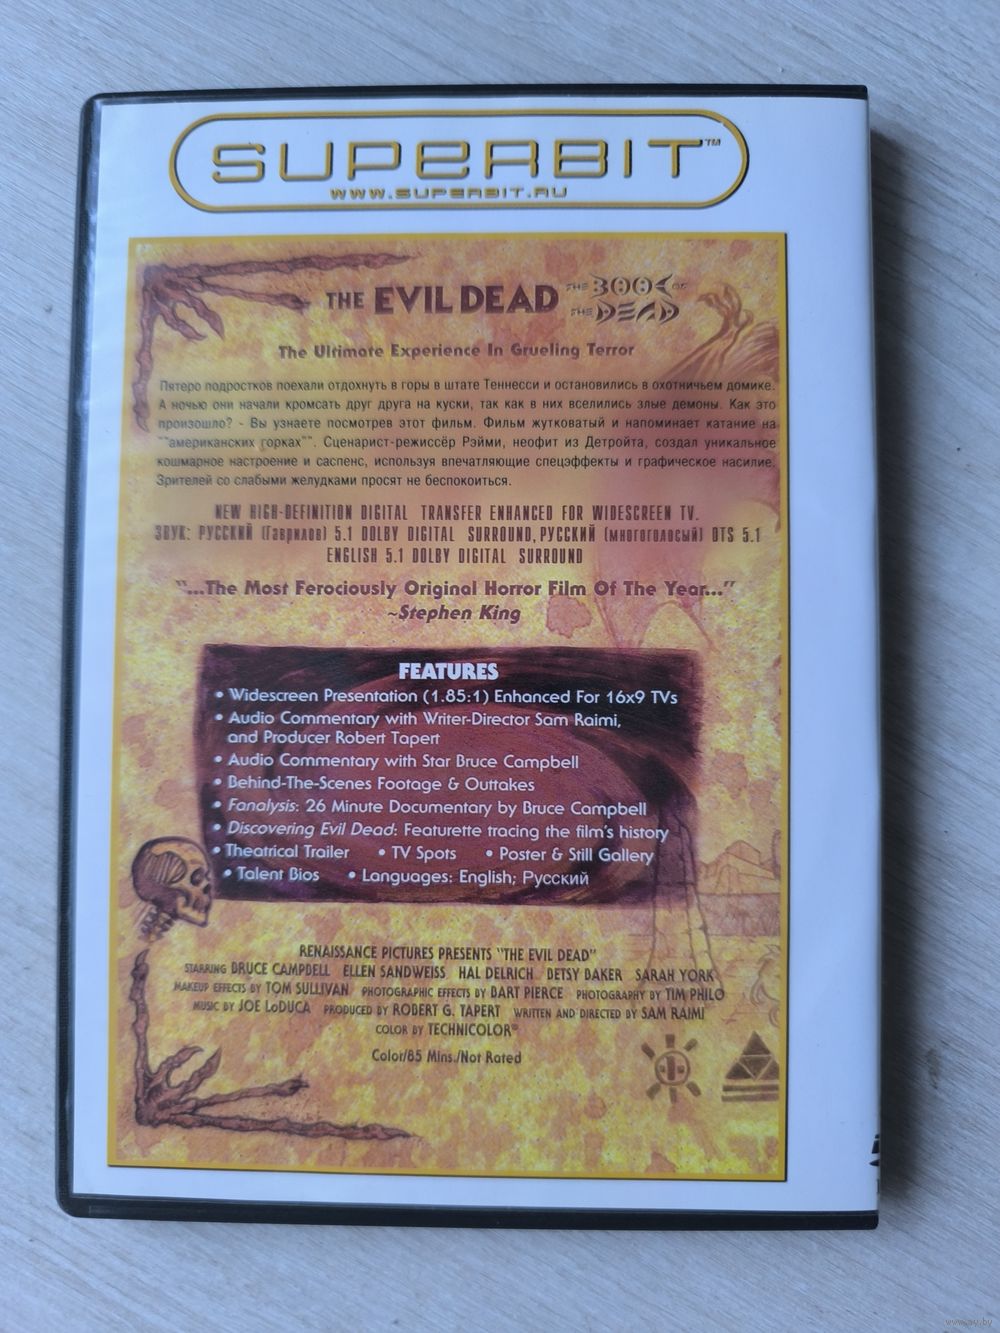 SUPERBIT™
WWW.SUPERBIT.RU
THE EVIL DEAD THE BOOK OF THE DEAD
The Ultimate Experience In Grueling Terror
Пятеро подростков поехали отдохнуть в горы в штате Теннесси и остановились в охотничьем домике.
А ночью они начали кромсать друг друга на куски, так как в них вселились злые демоны. Как это
произошло? - Вы узнаете посмотрев этот фильм. Фильм жутковатый и напоминает катание на
""американских горках"". Сценарист-режиссёр Рэйми, неофит из Детройта, создал уникальное
кошмарное настроение и саспенс, используя впечатляющие спецэффекты и графическое насилие.
Зрителей со слабыми желудками просят не беспокоиться.
NEW HIGH-DEFINITION DIGITAL TRANSFER ENHANCED FOR WIDESCREEN TV.
ЗВУК: РУССКИЙ (Гаврилов) 5.1 DOLBY DIGITAL SURROUND, РУССКИЙ (многоголосый) DTS 5.1
ENGLISH 5.1 DOLBY DIGITAL SURROUND
"...The Most Ferociously Original Horror Film Of The Year..."
~Stephen King
FEATURES
• Widescreen Presentation (1.85:1) Enhanced For 16x9 TVs
• Audio Commentary with Writer-Director Sam Raimi,
and Producer Robert Tapert
• Audio Commentary with Star Bruce Campbell
• Behind-The-Scenes Footage & Outtakes
• Fanalysis: 26 Minute Documentary by Bruce Campbell
• Discovering Evil Dead: Featurette tracing the film's history
• Theatrical Trailer • TV Spots • Poster & Still Gallery
• Talent Bios • Languages: English; Русский
RENAISSANCE PICTURES PRESENTS "THE EVIL DEAD"
STARRING BRUCE CAMPBELL ELLEN SANDWEISS HAL DELRICH BETSY BAKER SARAH YORK
MAKEUP EFFECTS BY TOM SULLIVAN PHOTOGRAPHIC EFFECTS BY BART PIERCE PHOTOGRAPHY BY TIM PHILO
MUSIC BY JOE LoDUCA PRODUCED BY ROBERT G. TAPERT WRITTEN AND DIRECTED BY SAM RAIMI
COLOR BY TECHNICOLOR®
Color/85 Mins./Not Rated
www.ay.by